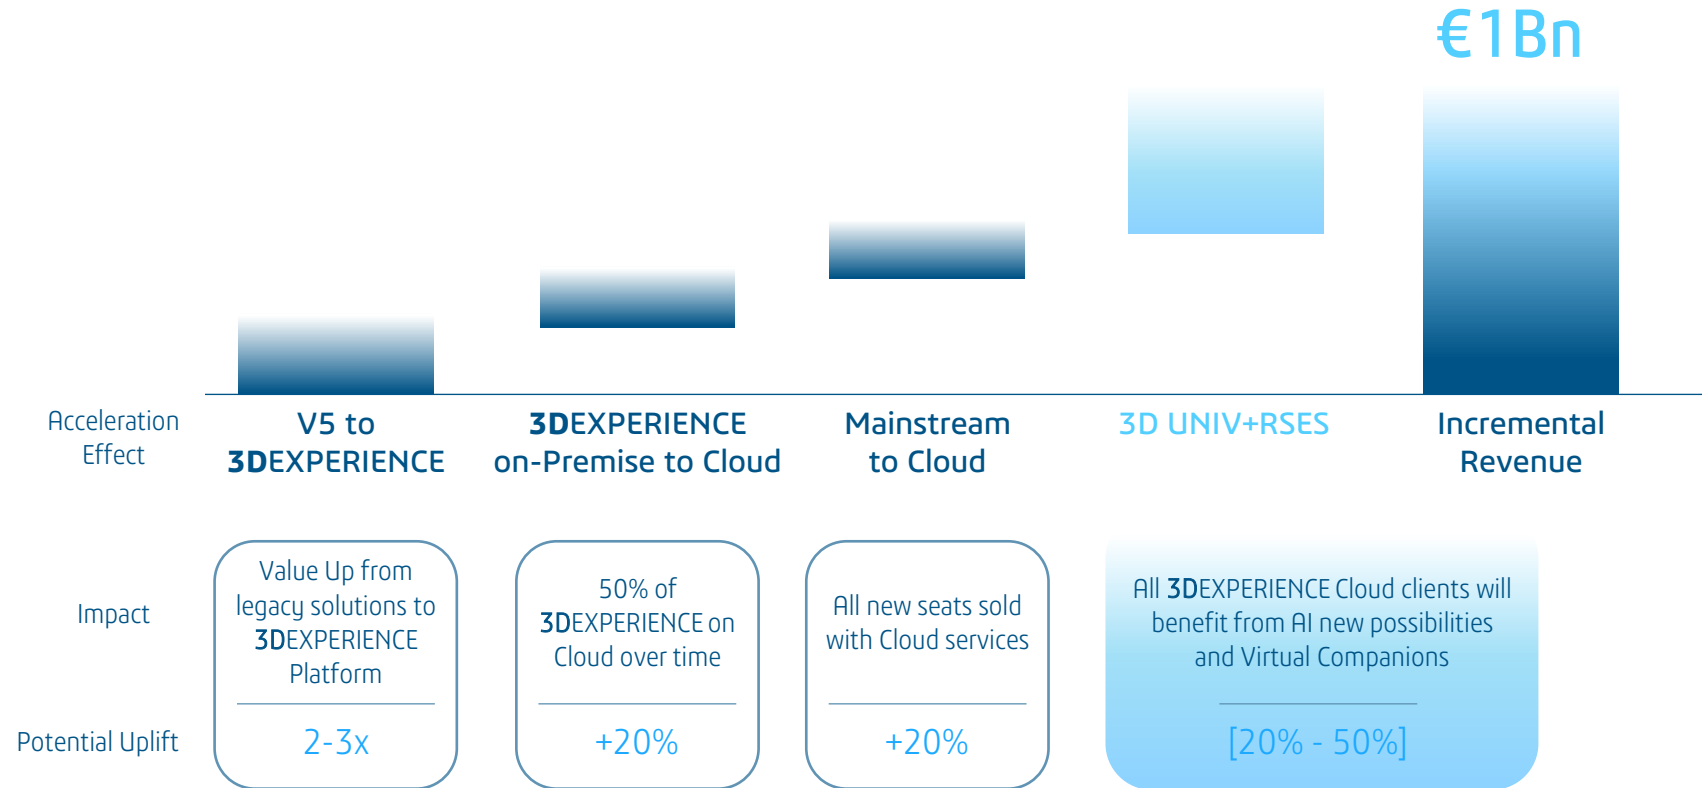 €1Bn
Acceleration
Effect
V5 to
3DEXPERIENCE
3DEXPERIENCE
on-Premise to Cloud
Mainstream
to Cloud
3D UNIV+RSES
Incremental
Revenue
Impact
Value Up from
legacy solutions to
3DEXPERIENCE
Platform
50% of
3DEXPERIENCE on
Cloud over time
All new seats sold
with Cloud services
All 3DEXPERIENCE Cloud clients will
benefit from AI new possibilities
and Virtual Companions
Potential Uplift
2-3x
+20%
+20%
[20% - 50%]